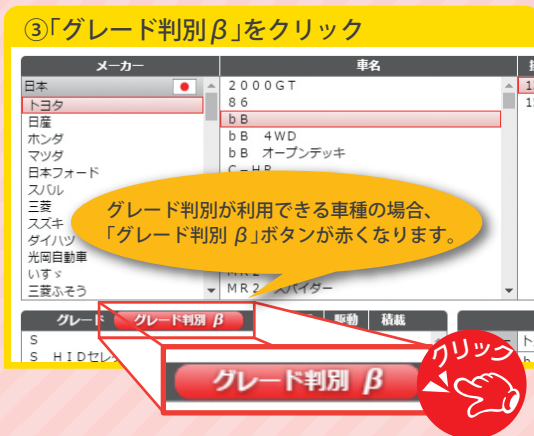 ③「グレード判別β」をクリック
メーカー
車名
日本
トヨタ
日産
ホンダ
マツダ
日本フォード
スバル
三菱
スズキ
ダイハツ
光岡自動車
いすゞ
三菱ふそう
2000GT
86
bB
bB 4WD
bB オープンデッキ
C-HR
グレード判別が利用できる車種の場合、
「グレード判別 β」ボタンが赤くなります。
MR2
MR2 スパイダー
グレード
グレード判別 β
駆動
積載
S
S HIDセレ
グレード判別 β
クリック